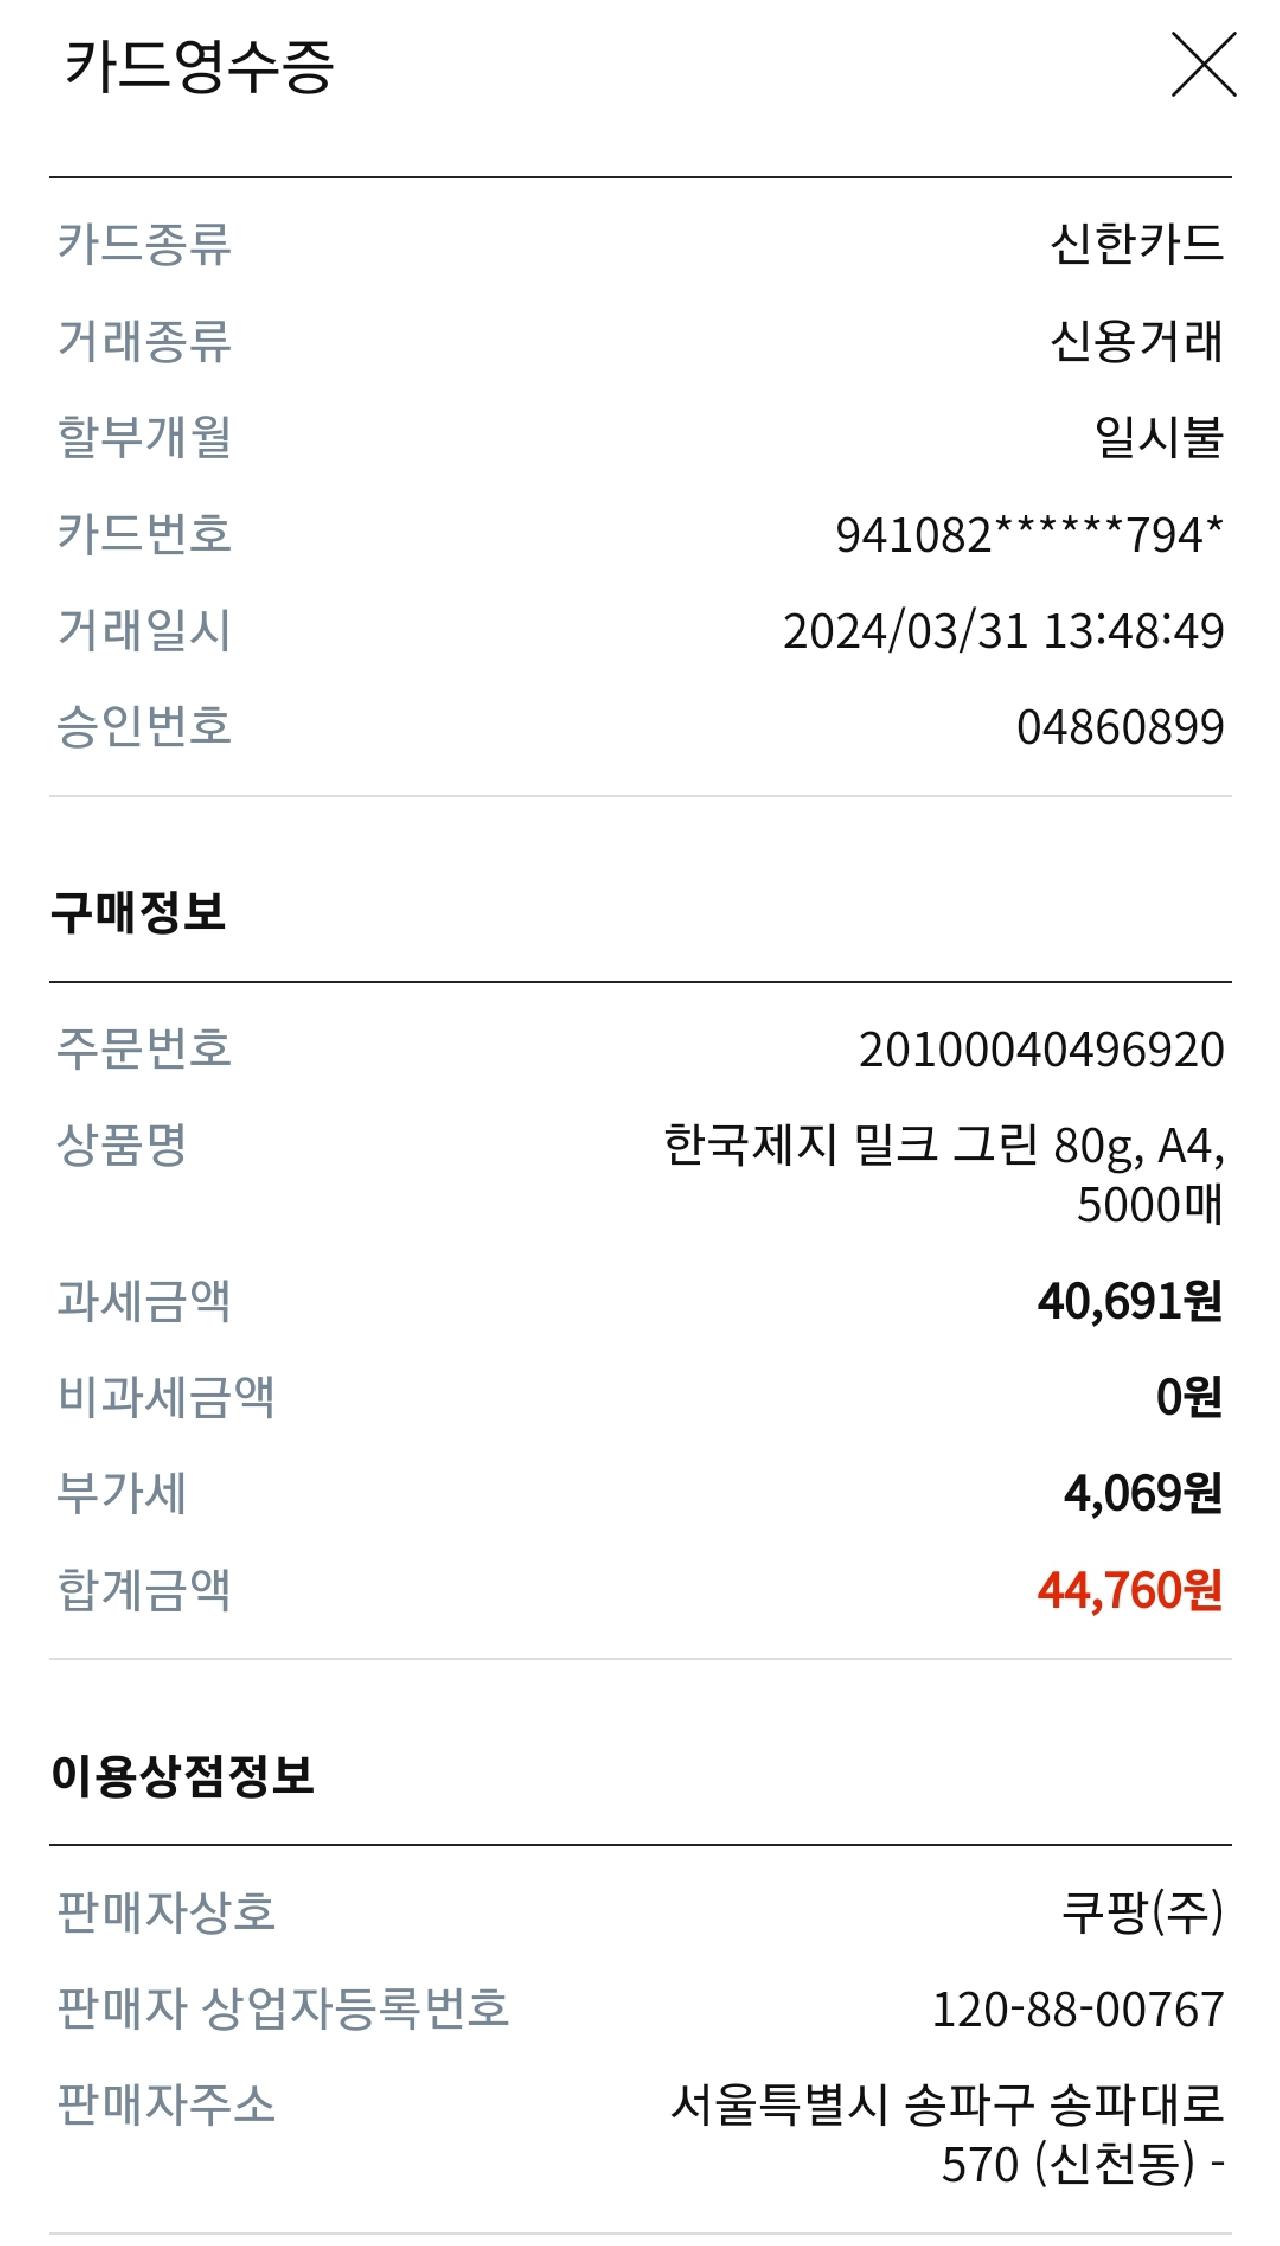 카드영수증
카드종류 신한카드
거래종류 신용거래
할부개월 일시불
카드번호 941082******794*
거래일시 2024/03/31 13:48:49
승인번호 04860899
구매정보
주문번호 20100040496920
상품명 한국제지 밀크 그린 80g, A4,
5000매
과세금액 40,691원
비과세금액 0원
부가세 4,069원
합계금액 44,760원
이용상점정보
판매자상호 쿠팡(주)
판매자 상업자등록번호 120-88-00767
판매자주소 서울특별시 송파구 송파대로
570 (신천동) -